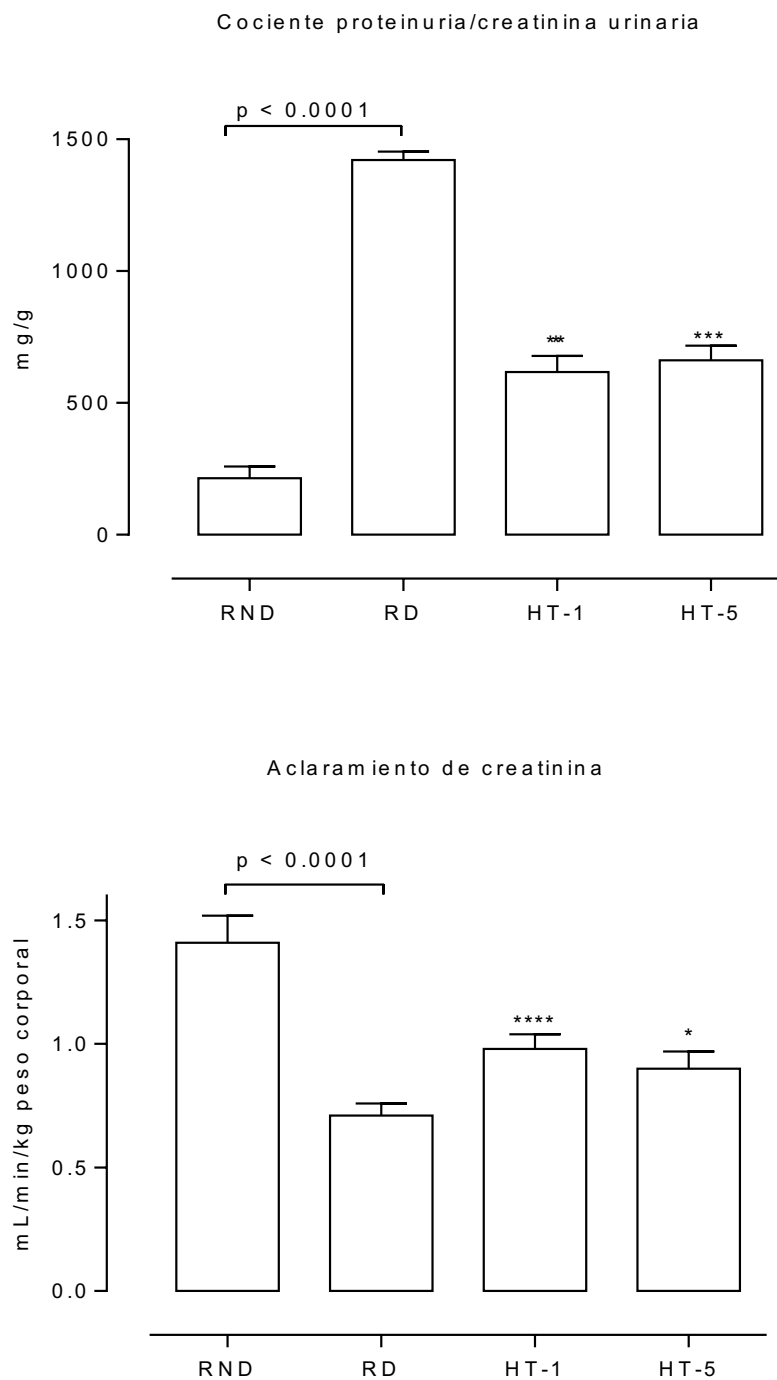 Cociente proteinuria/creatinina urinaria
p < 0.0001
1500
1000
500
0
mg/g
*** ***
RND RD HT-1 HT-5
Aclaramiento de creatinina
p < 0.0001
1.5
1.0
0.5
0.0
mL/min/kg peso corporal
**** *
RND RD HT-1 HT-5